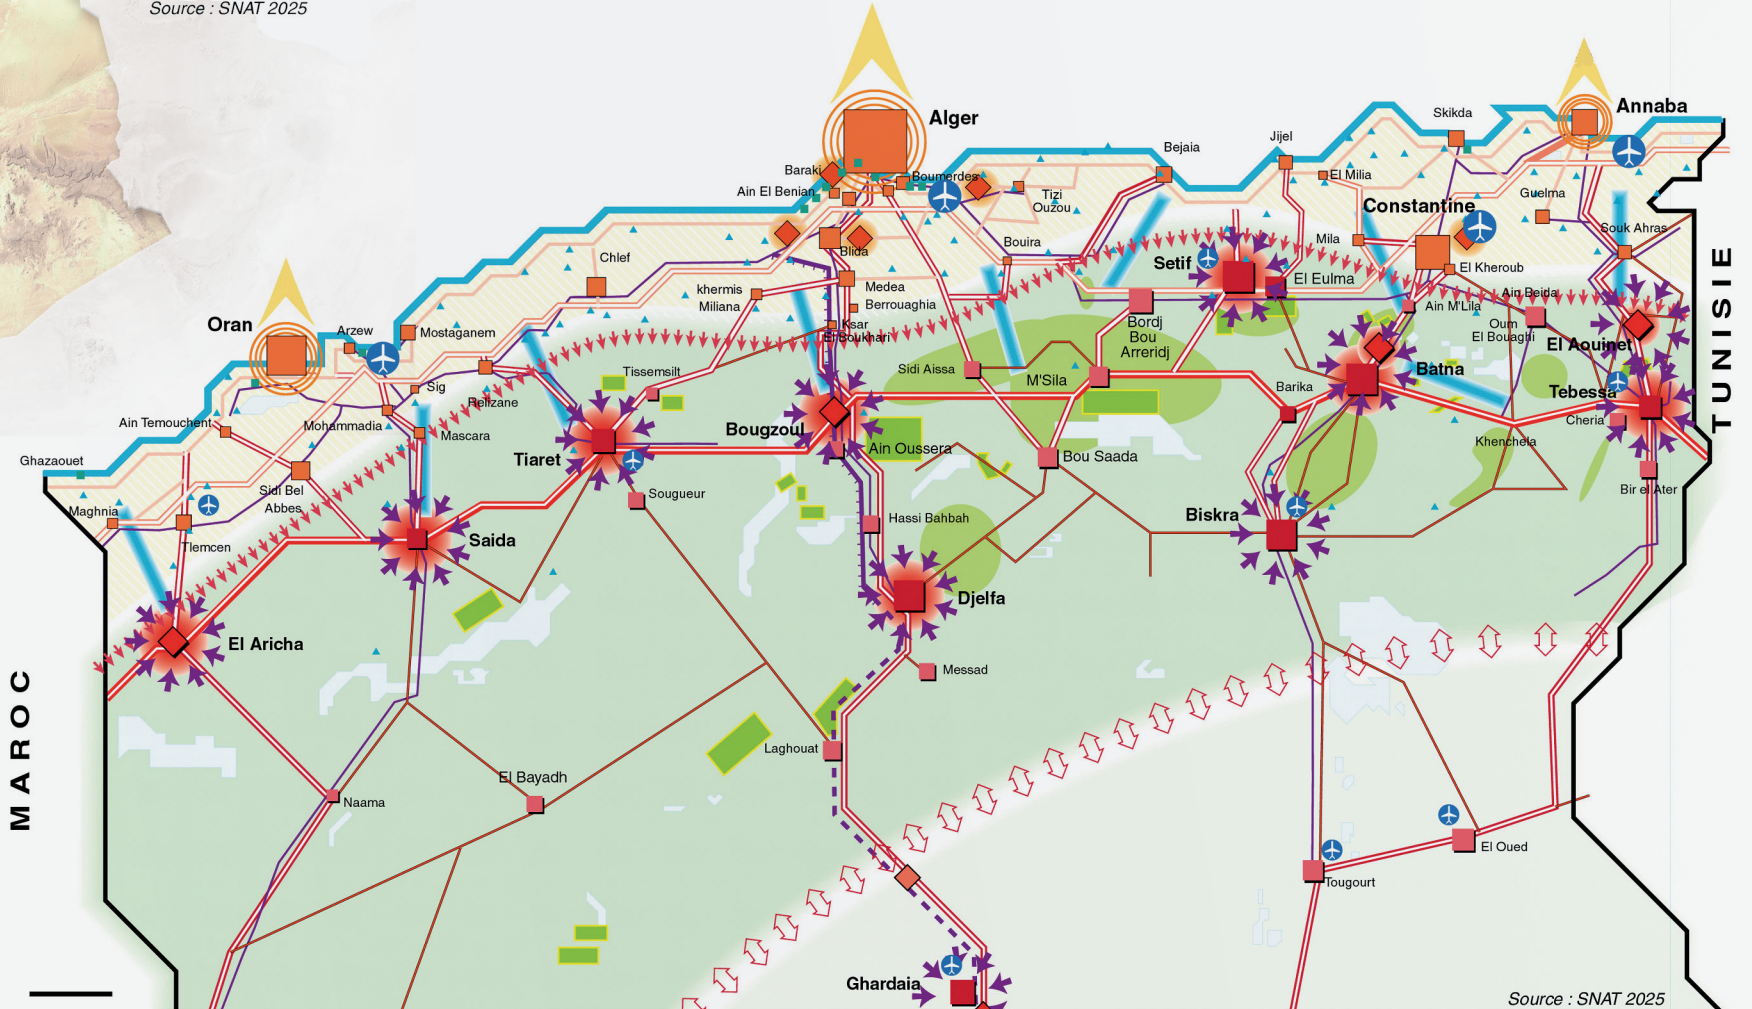 Source : SNAT 2025
Alger
Annaba
Skikda
Jijel
Bejaia
Baraki
Boumerdes
El Milia
Ain El Benian
Tizi
Ouzou
Guelma
Constantine
Souk Ahras
Mila
Bouira
Blida
Setif
El Kheroub
Chlef
El Eulma
khermis
Miliana
Medea
Berrouaghia
Ain Beida
Ain M'Lila
Oran
Arzew
Mostaganem
Ksar
El Boukhari
Bordj
Bou
Arreridj
Oum
El Bouaghi
El Aouinet
Tissemsilt
Sidi Aissa
M'Sila
Batna
Sig
Barika
Tebessa
Relizane
Ain Temouchent
Mohammadia
Mascara
Bougzoul
Cheria
Tiaret
Ain Oussera
Khenchela
Ghazaouet
Bou Saada
Sidi Bel
Abbes
Sougueur
Bir el Ater
Maghnia
Hassi Bahbah
Biskra
Tlemcen
Saida
Djelfa
El Aricha
Messad
TUNISIE
MAROC
Laghouat
El Bayadh
Naama
El Oued
Tougourt
Ghardaia
Source : SNAT 2025